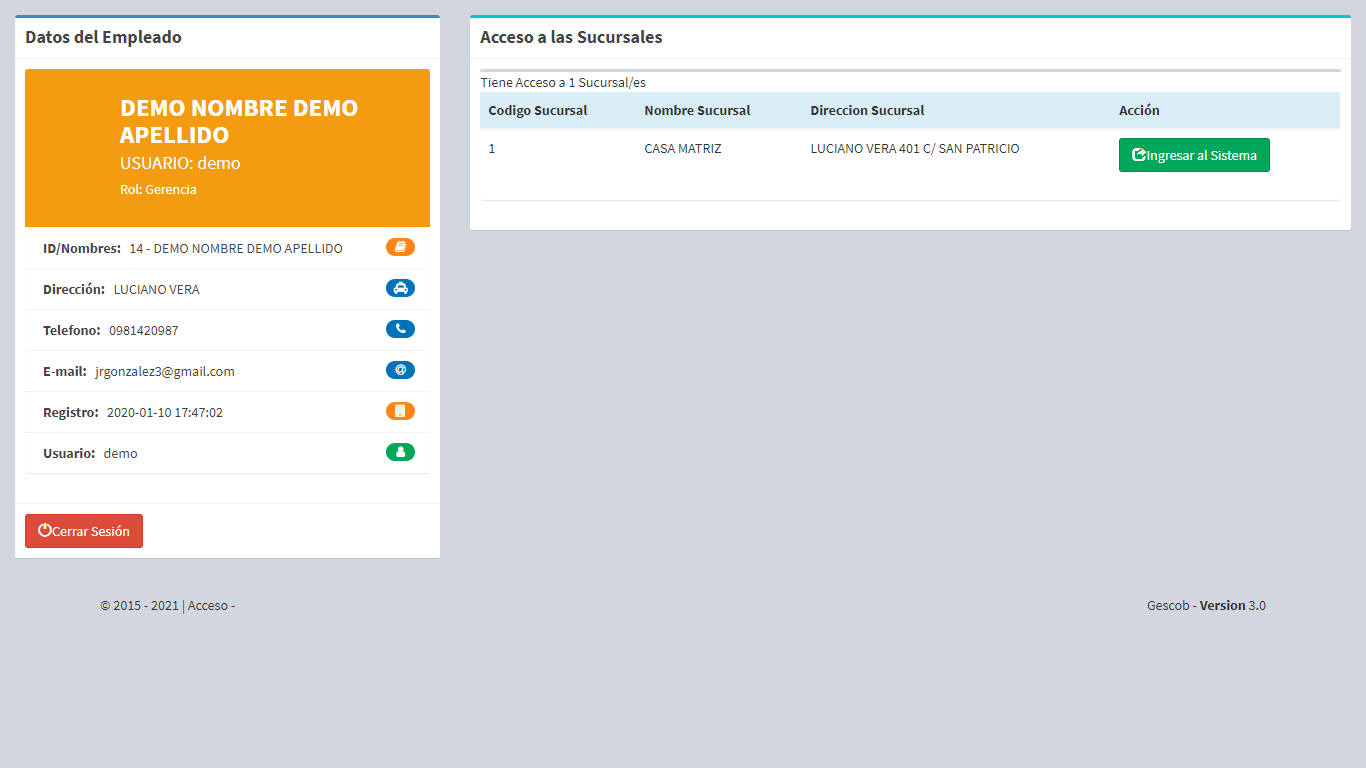 Datos del Empleado
DEMO NOMBRE DEMO
APELLIDO
USUARIO: demo
Rol: Gerencia
ID/Nombres: 14 - DEMO NOMBRE DEMO APELLIDO
Dirección: LUCIANO VERA
Telefono: 0981420987
E-mail: jrgonzalez3@gmail.com
Registro: 2020-01-10 17:47:02
Usuario: demo
Cerrar Sesión
Acceso a las Sucursales
Tiene Acceso a 1 Sucursal/es
Codigo Sucursal Nombre Sucursal Direccion Sucursal Acción
1 CASA MATRIZ LUCIANO VERA 401 C/ SAN PATRICIO Ingresar al Sistema
© 2015 - 2021 | Acceso -
Gescob - Version 3.0